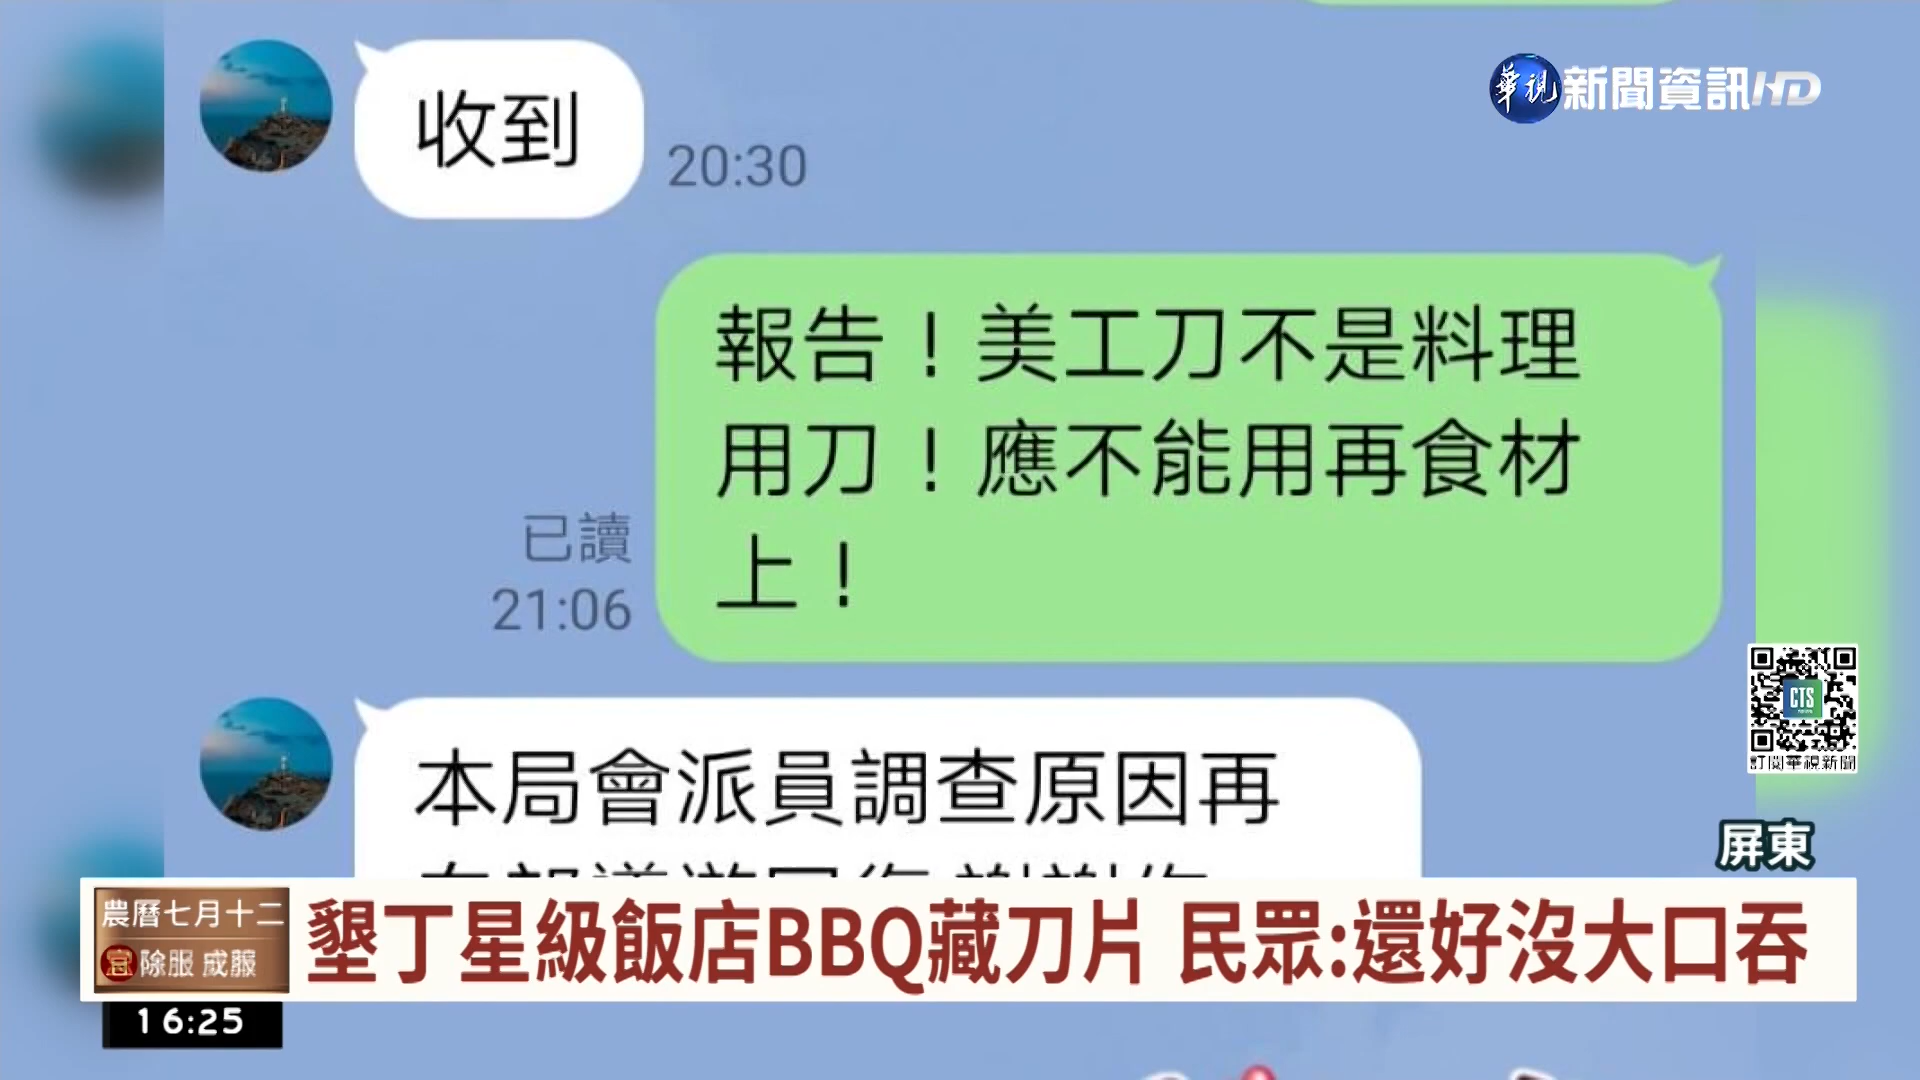 收到
20:30
華視新聞資訊HD
報告！美工刀不是料理
用刀！應不能用再食材
上！
已讀
21:06
CTS
訂閱華視新聞
本局會派員調查原因再
屏東
農曆七月十二
忌 除服 成服
墾丁星級飯店BBQ藏刀片 民眾:還好沒大口吞
16:25